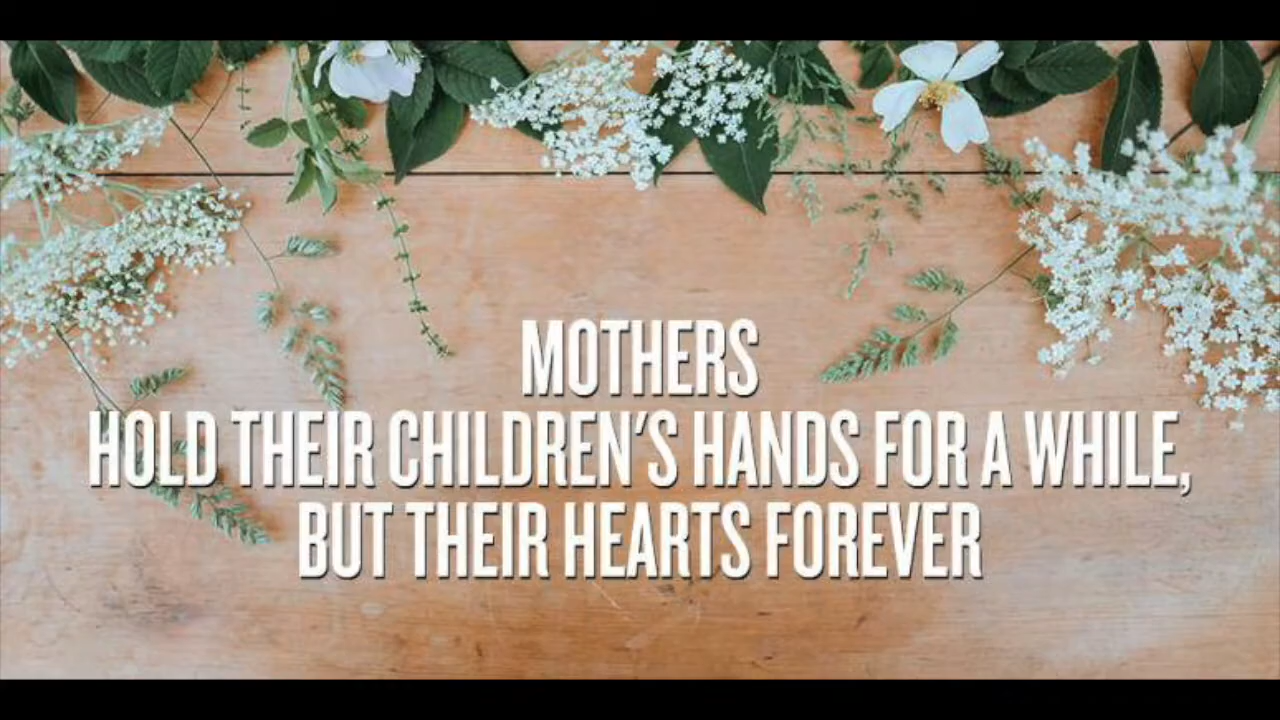 MOTHERS
HOLD THEIR CHILDREN'S HANDS FOR A WHILE,
BUT THEIR HEARTS FOREVER